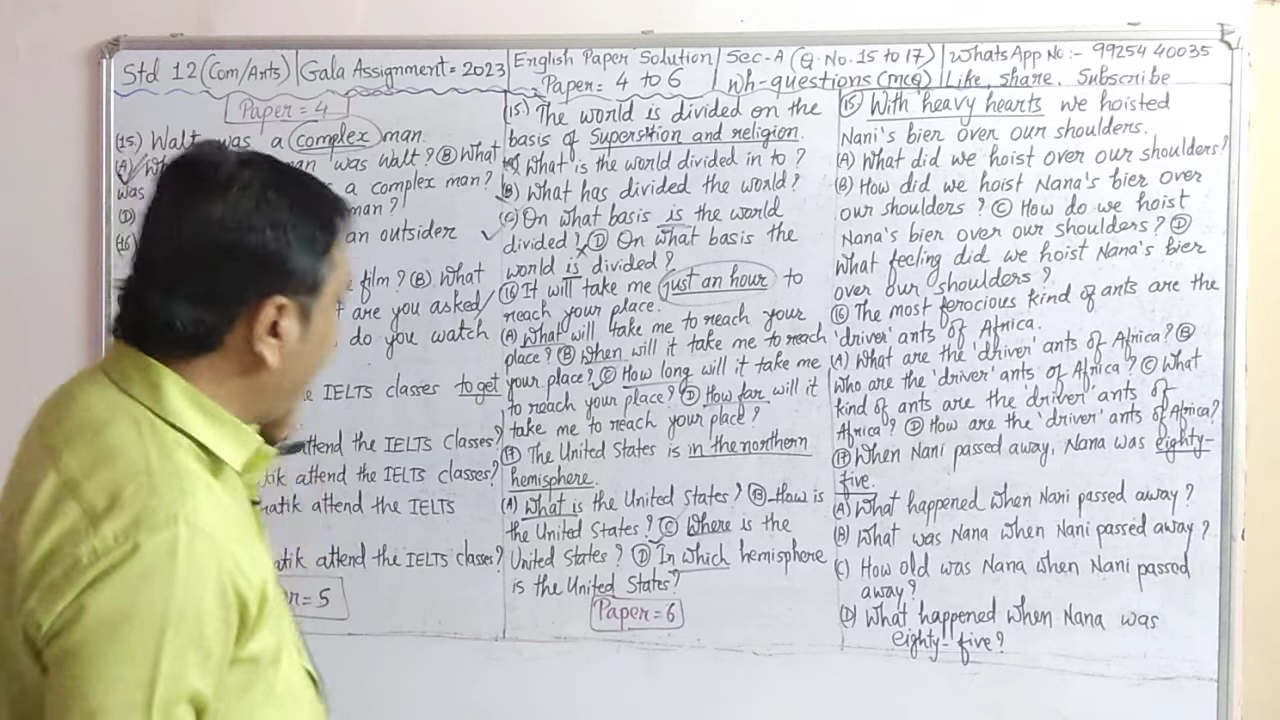 Std 12 (Com/Arts) | Gala Assignment = 2023
English Paper Solution
Paper = 4 to 6
Sec-A (Q. No. 15 to 17)
Wh-questions (MCQ)
WhatsApp No :- 99254 40035
Like, share, Subscribe
Paper = 4
(15) Walt was a complex man.
(A) was Walt? (B) What
was a complex man?
(D) man?
(16) an outsider
film? (B) What
are you asked
do you watch
IELTS classes to get
attend the IELTS classes?
attend the IELTS classes?
attend the IELTS
attend the IELTS classes?
= 5
(15) The world is divided on the
basis of Superstition and religion.
What is the world divided in to?
(B) What has divided the world?
(C) On what basis is the world
divided? (D) On what basis the
world is divided?
(16) It will take me just an hour to
reach your place.
(A) What will take me to reach your
place? (B) When will it take me to reach
your place? (C) How long will it take me
to reach your place? (D) How far will it
take me to reach your place?
(17) The United States is in the northern
hemisphere.
(A) What is the United States? (B) How is
the United States? (C) Where is the
United States? (D) In which hemisphere
is the United States?
Paper = 6
(15) With heavy hearts we hoisted
Nani's bier over our shoulders.
(A) What did we hoist over our shoulders?
(B) How did we hoist Nana's bier over
our shoulders? (C) How do we hoist
Nana's bier over our shoulders? (D)
What feeling did we hoist Nana's bier
over our shoulders?
(16) The most ferocious kind of ants are the
'driver' ants of Africa.
(A) What are the 'driver' ants of Africa? (B)
Who are the 'driver' ants of Africa? (C) What
kind of ants are the 'driver' ants of
Africa? (D) How are the 'driver' ants of Africa?
(17) When Nani passed away, Nana was eighty-
five.
(A) What happened when Nani passed away?
(B) What was Nana when Nani passed away?
(C) How old was Nana when Nani passed
away?
(D) What happened when Nana was
eighty-five?